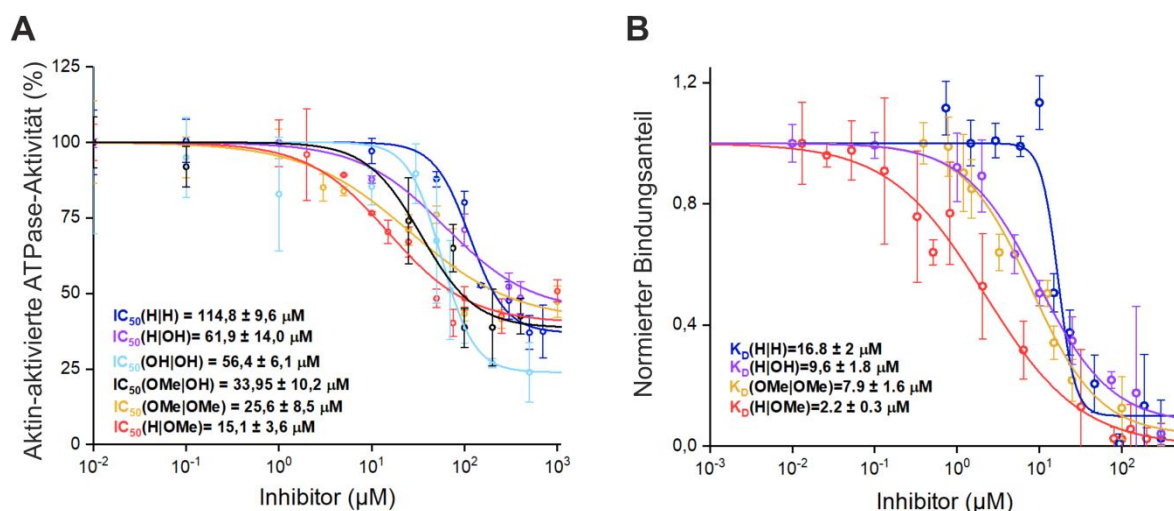 A
Aktin-aktivierte ATPase-Aktivität (%)
125
100
75
50
25
0
IC50(H|H) = 114,8 ± 9,6 µM
IC50(H|OH) = 61,9 ± 14,0 µM
IC50(OH|OH) = 56,4 ± 6,1 µM
IC50(OMe|OH) = 33,95 ± 10,2 µM
IC50(OMe|OMe) = 25,6 ± 8,5 µM
IC50(H|OMe)= 15,1 ± 3,6 µM
10-2 10-1 100 101 102 103
Inhibitor (µM)
B
Normierter Bindungsanteil
1,2
0,8
0,4
0,0
KD(H|H)=16.8 ± 2 µM
KD(H|OH)=9,6 ± 1.8 µM
KD(OMe|OMe)=7.9 ± 1.6 µM
KD(H|OMe)=2.2 ± 0.3 µM
10-3 10-2 10-1 100 101 102
Inhibitor (µM)